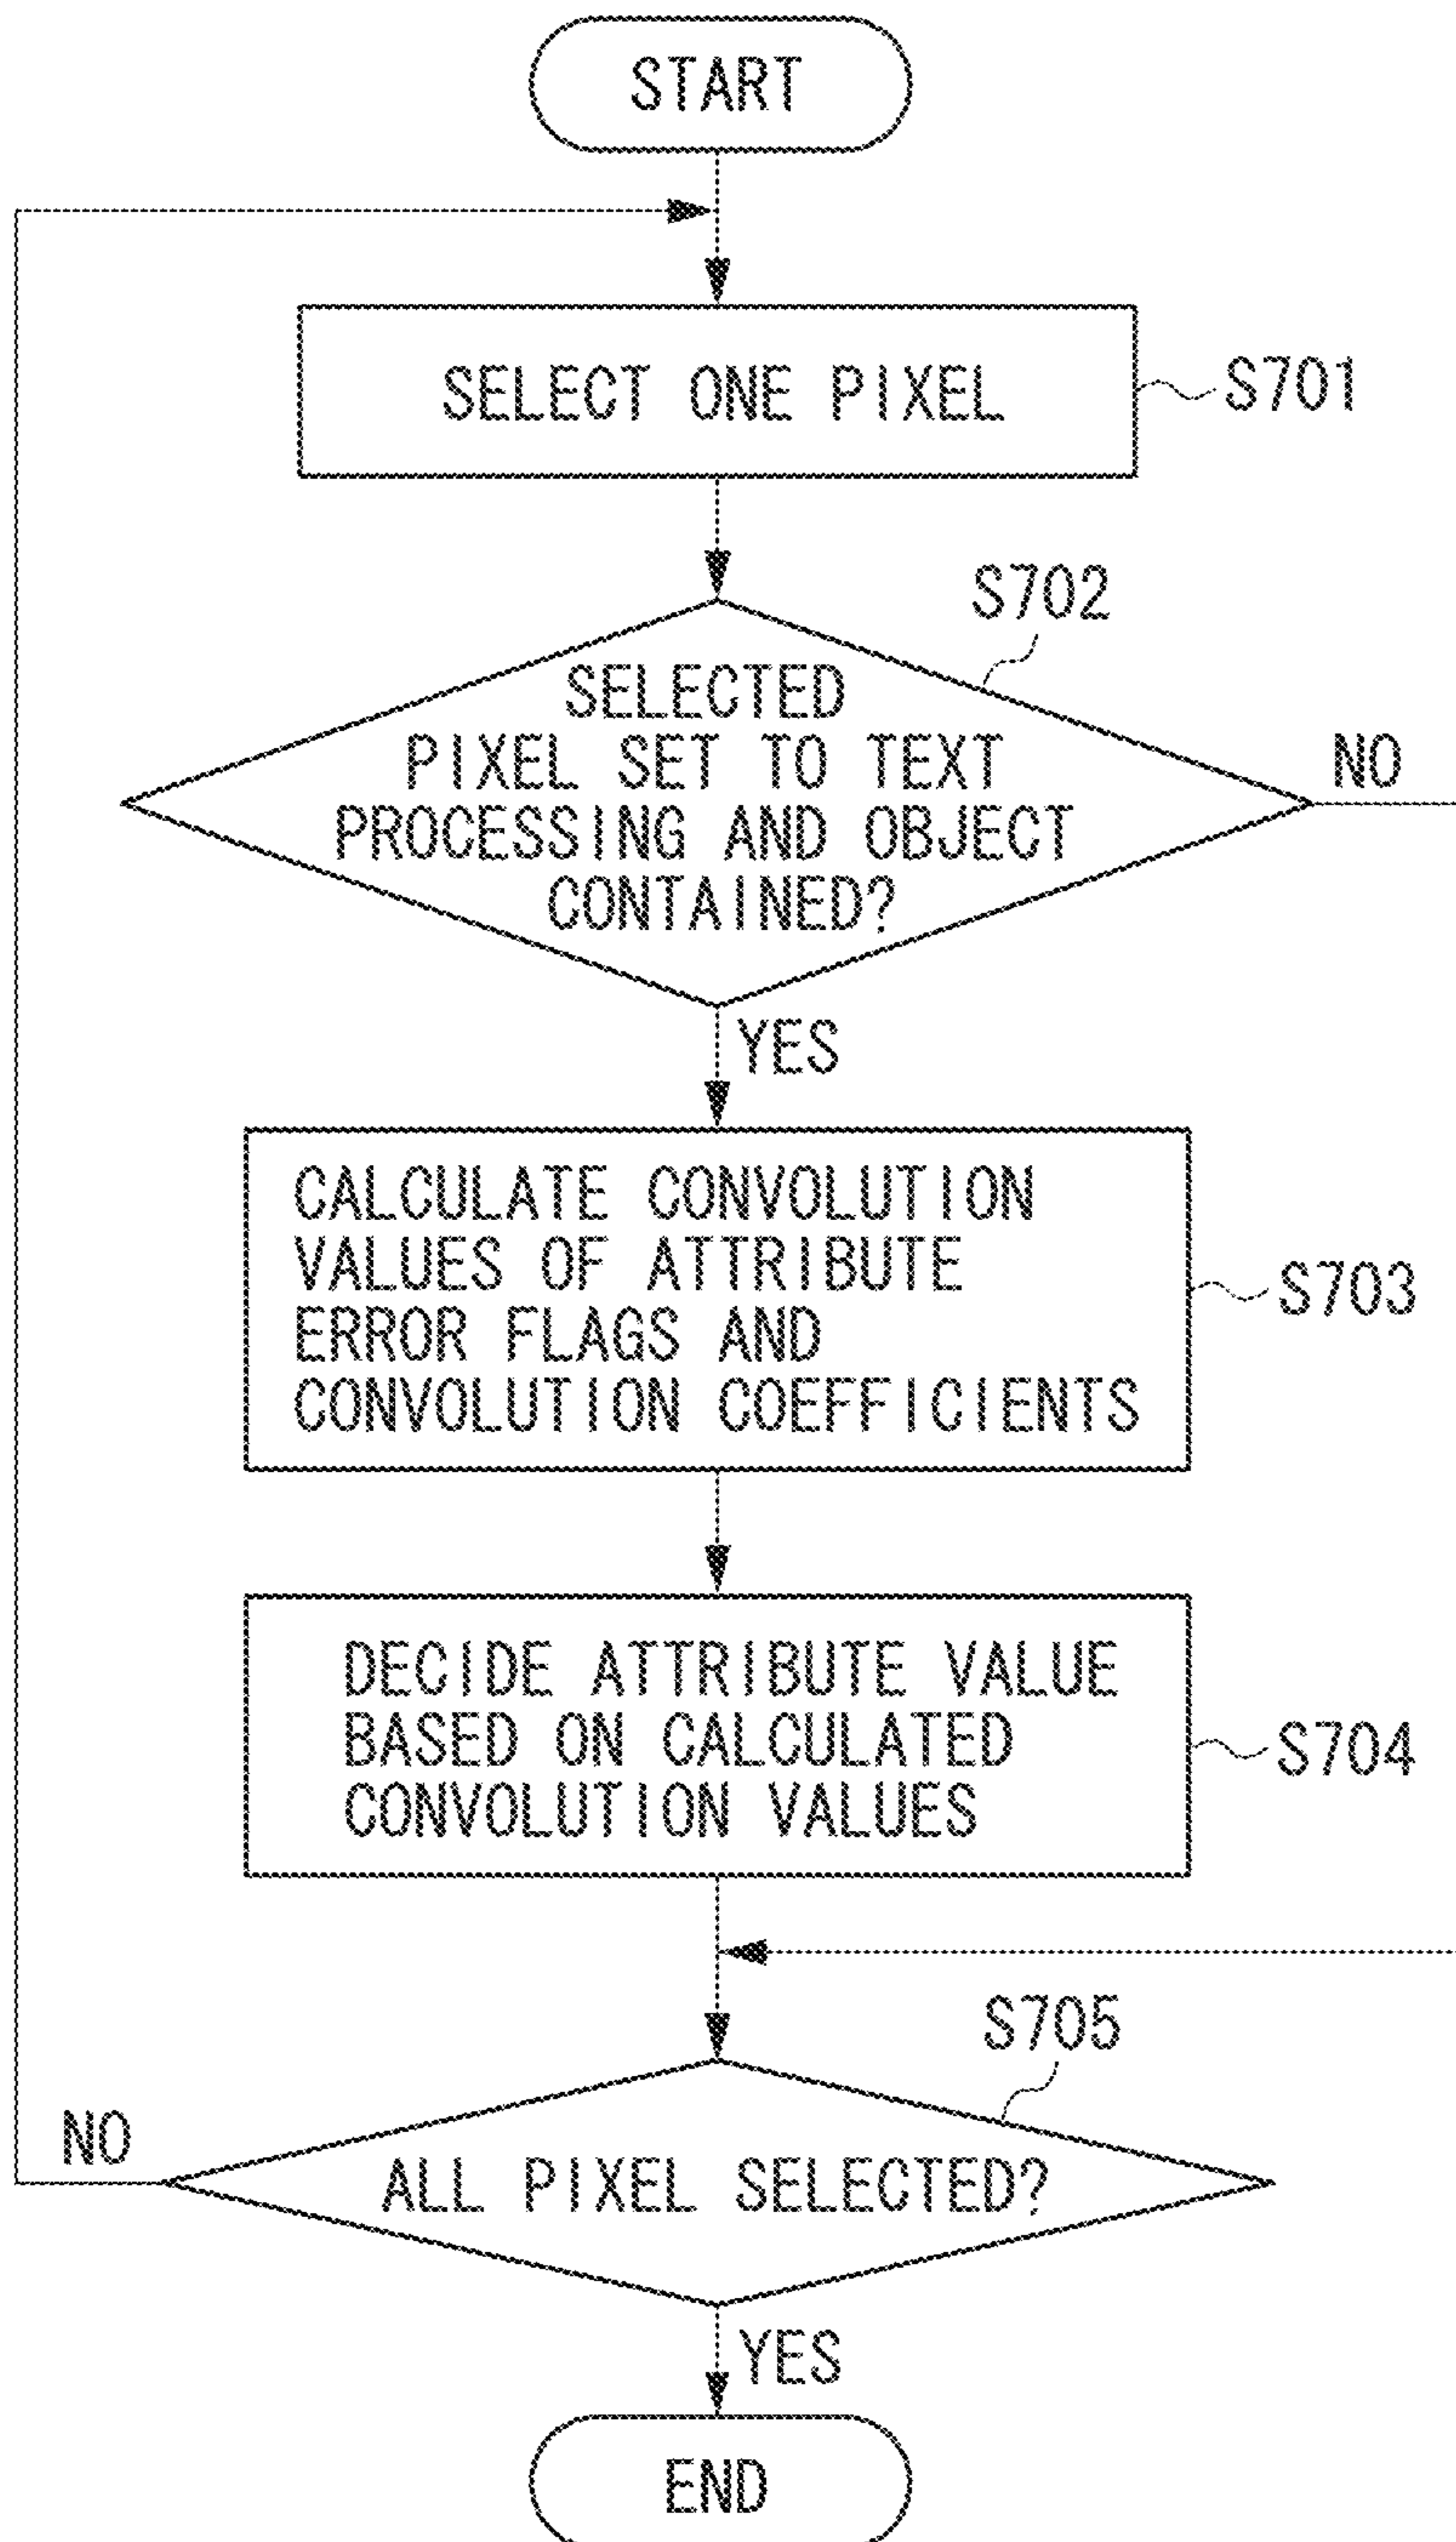 START
SELECT ONE PIXEL
S701
S702
SELECTED
PIXEL SET TO TEXT
PROCESSING AND OBJECT
CONTAINED?
NO
YES
CALCULATE CONVOLUTION
VALUES OF ATTRIBUTE
ERROR FLAGS AND
CONVOLUTION COEFFICIENTS
S703
DECIDE ATTRIBUTE VALUE
BASED ON CALCULATED
CONVOLUTION VALUES
S704
S705
NO
ALL PIXEL SELECTED?
YES
END